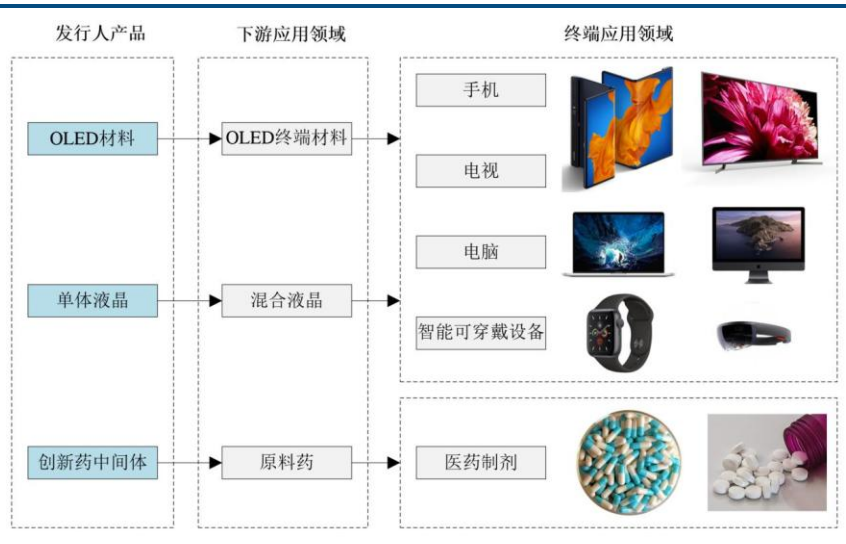 发行人产品
下游应用领域
终端应用领域
手机
OLED材料
OLED终端材料
电视
电脑
单体液晶
混合液晶
智能可穿戴设备
创新药中间体
原料药
医药制剂